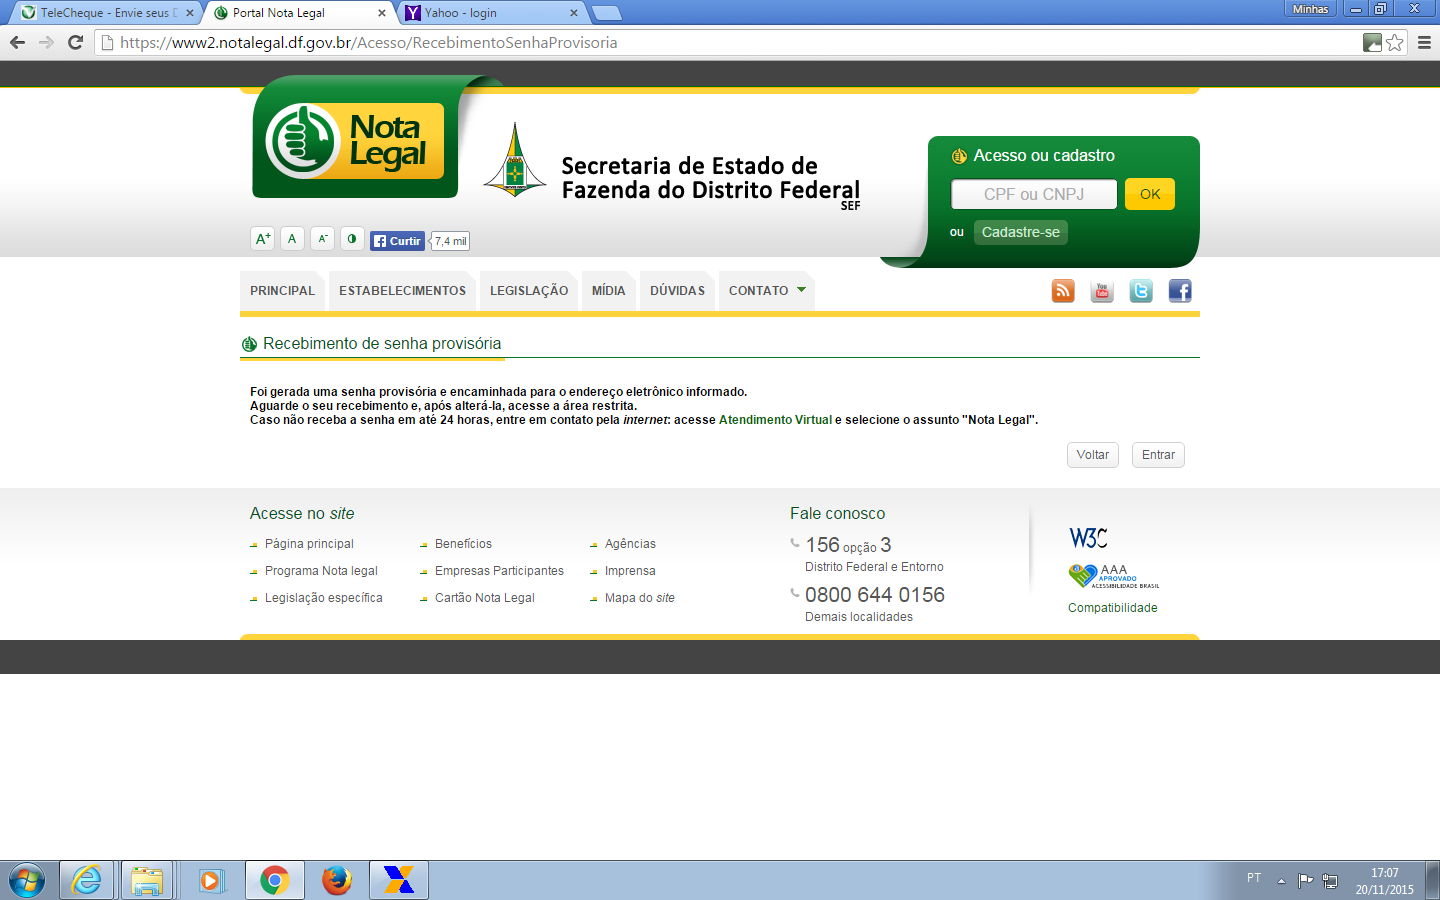 TeleCheque - Envie seus D
Portal Nota Legal
Yahoo - login
Minhas
https://www2.notalegal.df.gov.br/Acesso/RecebimentoSenhaProvisoria
Nota
Legal
Secretaria de Estado de
Fazenda do Distrito Federal
SEF
Acesso ou cadastro
CPF ou CNPJ
OK
ou
Cadastre-se
A+
A
A-
Curtir
7,4 mil
PRINCIPAL
ESTABELECIMENTOS
LEGISLAÇÃO
MÍDIA
DÚVIDAS
CONTATO
You
Tube
Recebimento de senha provisória
Foi gerada uma senha provisória e encaminhada para o endereço eletrônico informado.
Aguarde o seu recebimento e, após alterá-la, acesse a área restrita.
Caso não receba a senha em até 24 horas, entre em contato pela internet: acesse Atendimento Virtual e selecione o assunto "Nota Legal".
Voltar
Entrar
Acesse no site
Página principal
Benefícios
Agências
Programa Nota legal
Empresas Participantes
Imprensa
Legislação específica
Cartão Nota Legal
Mapa do site
Fale conosco
156 opção 3
Distrito Federal e Entorno
0800 644 0156
Demais localidades
W3C
AAA
APROVADO
ACESSIBILIDADE BRASIL
Compatibilidade
PT
17:07
20/11/2015